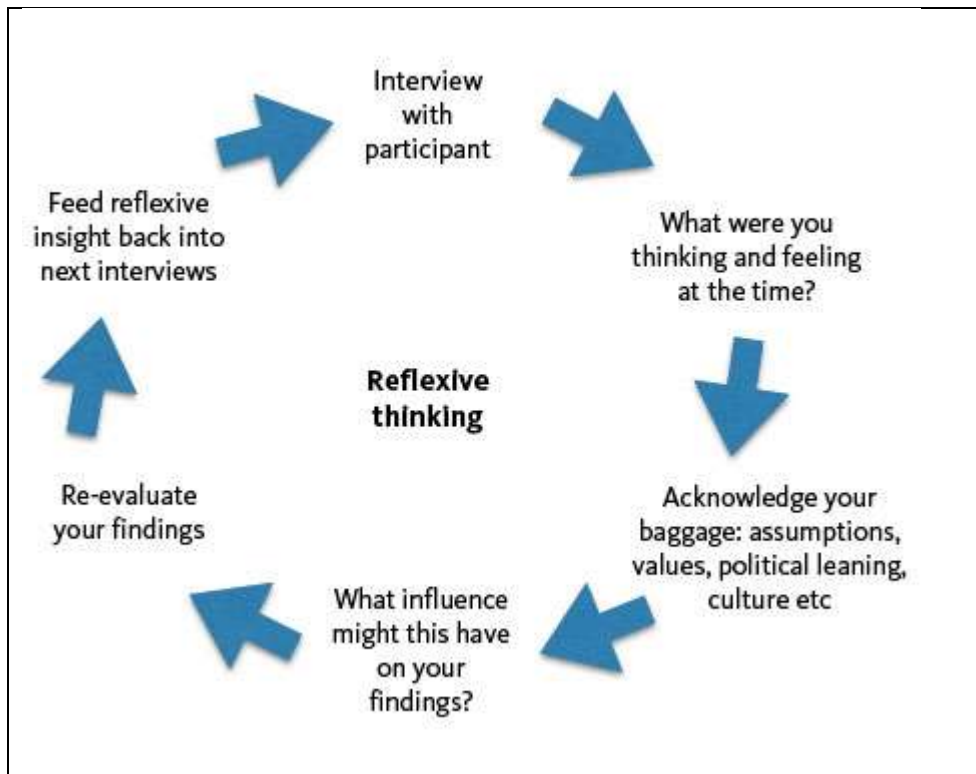 Interview
with
participant
What were you
thinking and feeling
at the time?
Acknowledge your
baggage: assumptions,
values, political leaning,
culture etc
What influence
might this have
on your
findings?
Re-evaluate
your findings
Feed reflexive
insight back into
next interviews
Reflexive
thinking